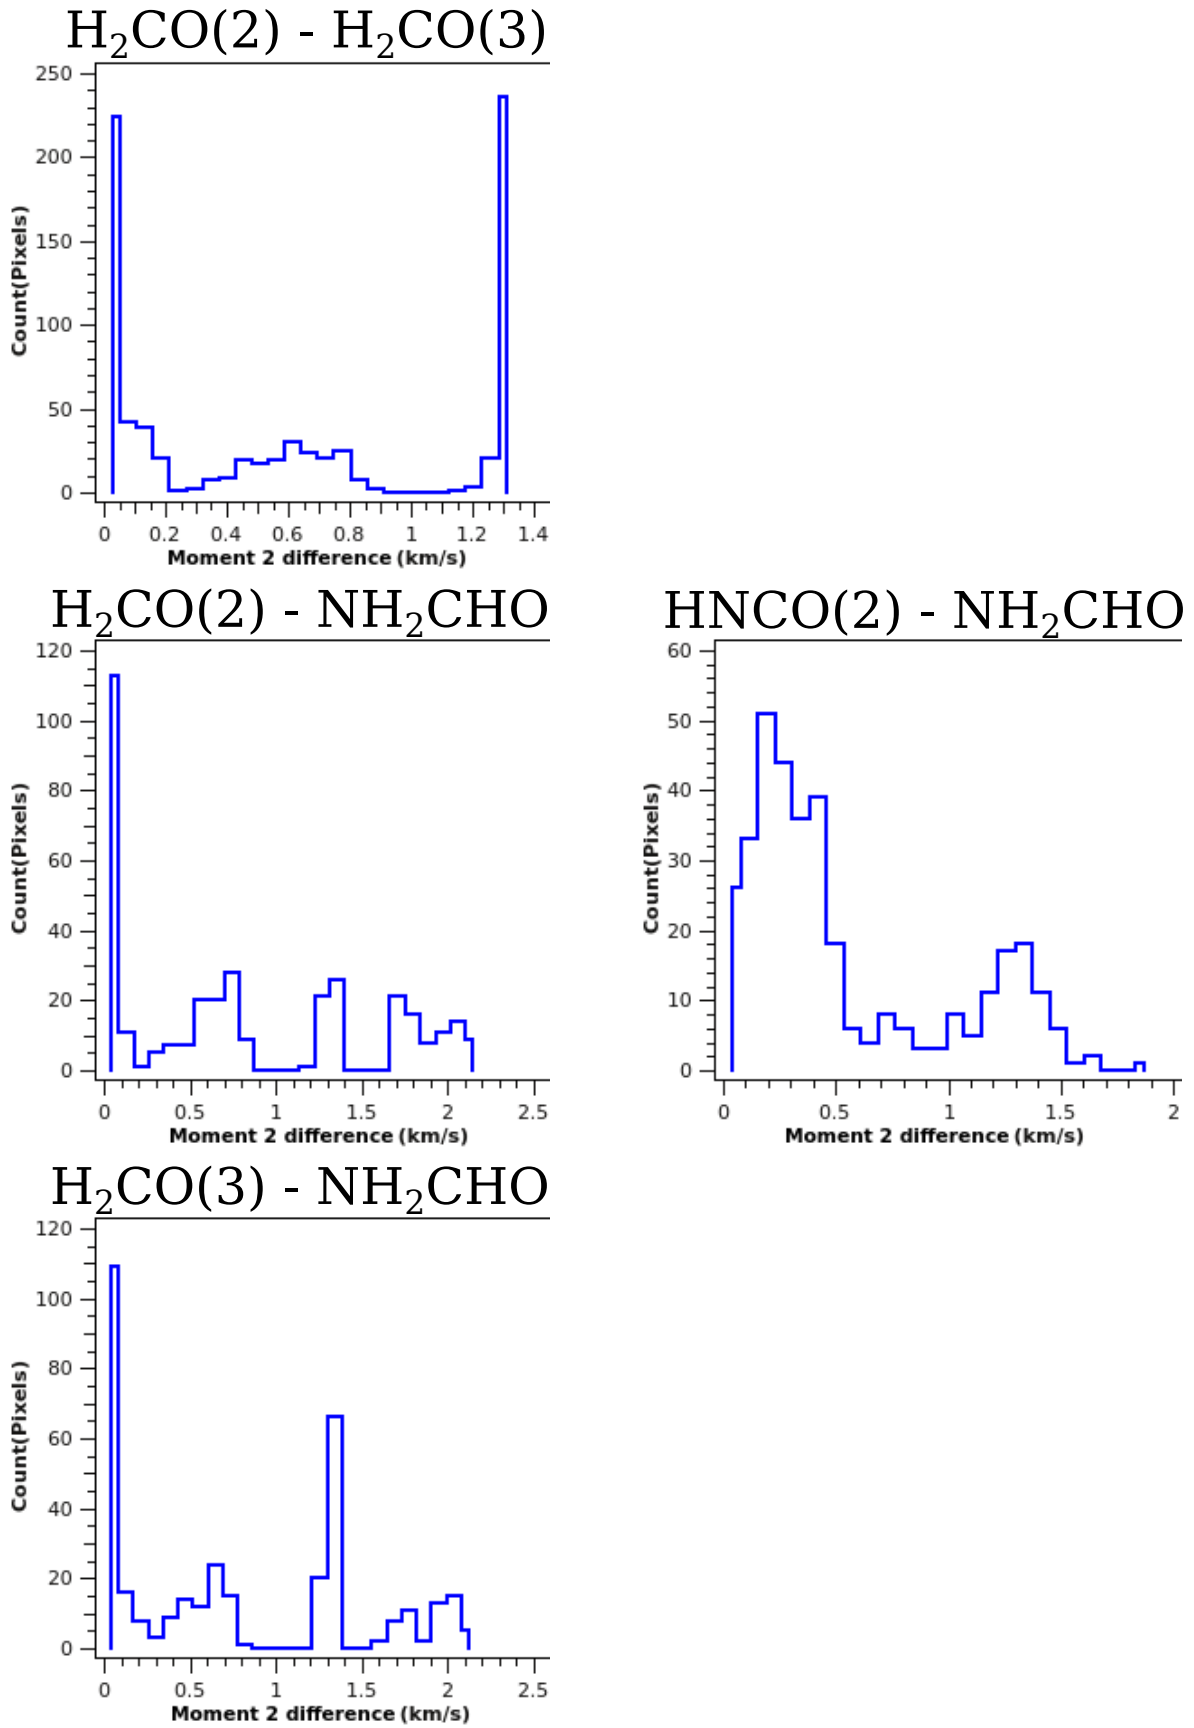 H₂CO(2) - H₂CO(3)
250
200
150
100
50
0
Count(Pixels)
0 0.2 0.4 0.6 0.8 1 1.2 1.4
Moment 2 difference (km/s)
H₂CO(2) - NH₂CHO
120
100
80
60
40
20
0
Count(Pixels)
0 0.5 1 1.5 2 2.5
Moment 2 difference (km/s)
HNCO(2) - NH₂CHO
60
50
40
30
20
10
0
Count(Pixels)
0 0.5 1 1.5 2
Moment 2 difference (km/s)
H₂CO(3) - NH₂CHO
120
100
80
60
40
20
0
Count(Pixels)
0 0.5 1 1.5 2 2.5
Moment 2 difference (km/s)